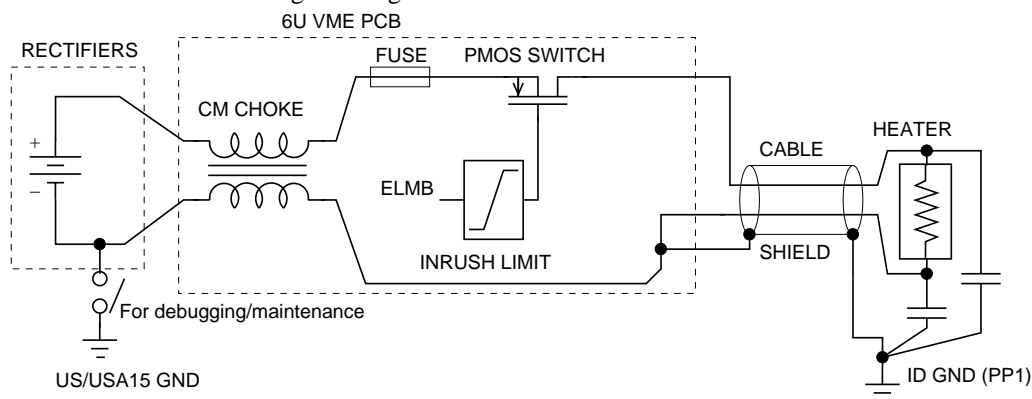 6U VME PCB
RECTIFIERS
FUSE
PMOS SWITCH
CM CHOKE
HEATER
CABLE
+
−
ELMB
INRUSH LIMIT
SHIELD
For debugging/maintenance
US/USA15 GND
ID GND (PP1)